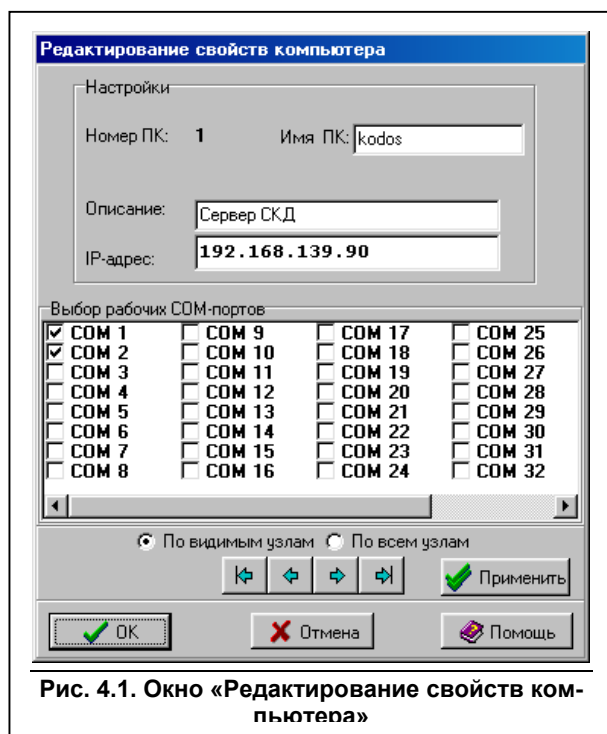 Редактирование свойств компьютера
Настройки
Номер ПК: 1 Имя ПК: kodos
Описание: Сервер СКД
IP-адрес: 192.168.139.90
Выбор рабочих COM-портов
COM 1 COM 9 COM 17 COM 25
COM 2 COM 10 COM 18 COM 26
COM 3 COM 11 COM 19 COM 27
COM 4 COM 12 COM 20 COM 28
COM 5 COM 13 COM 21 COM 29
COM 6 COM 14 COM 22 COM 30
COM 7 COM 15 COM 23 COM 31
COM 8 COM 16 COM 24 COM 32
По видимым узлам По всем узлам
Применить
OK Отмена Помощь
Рис. 4.1. Окно «Редактирование свойств ком-
пьютера»